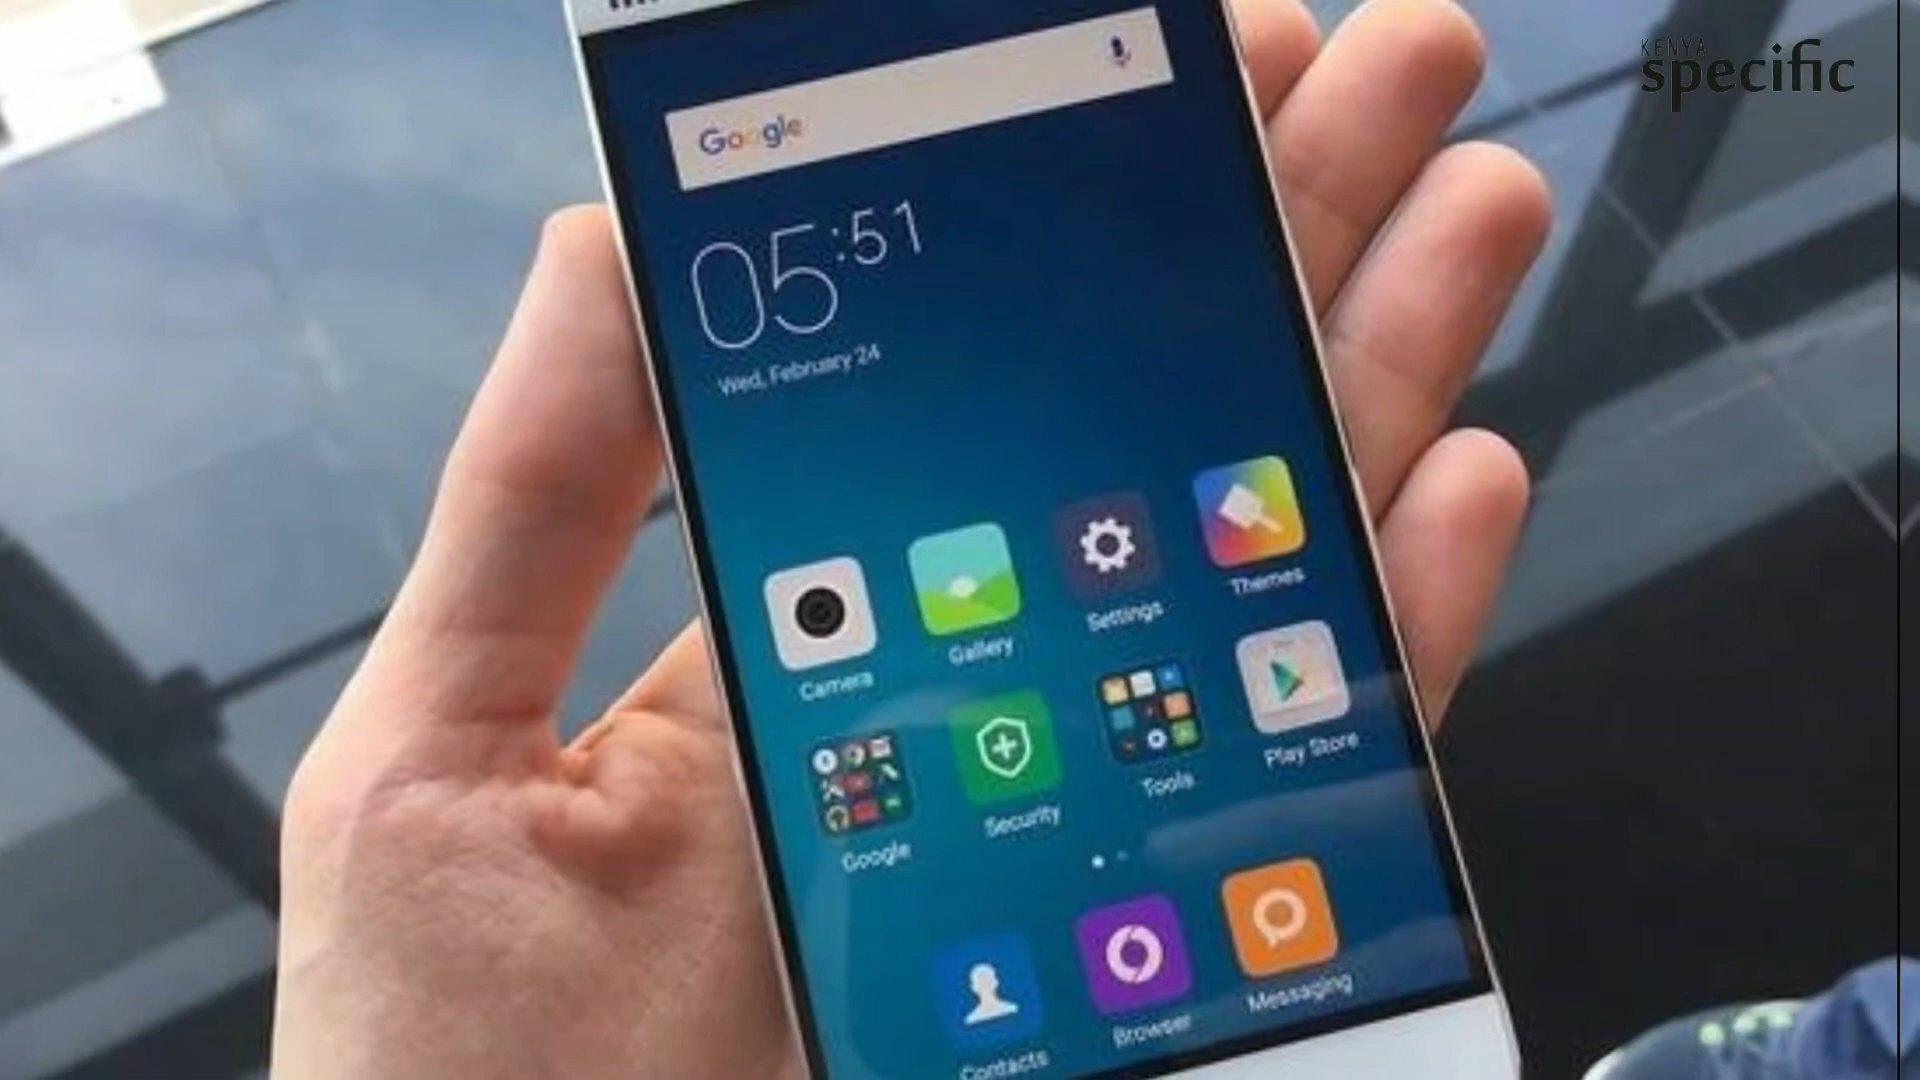 KENYA
specific
Google
05:51
Wed, February 24
Camera
Gallery
Settings
Themes
Google
Security
Tools
Play Store
Contacts
Browser
Messaging